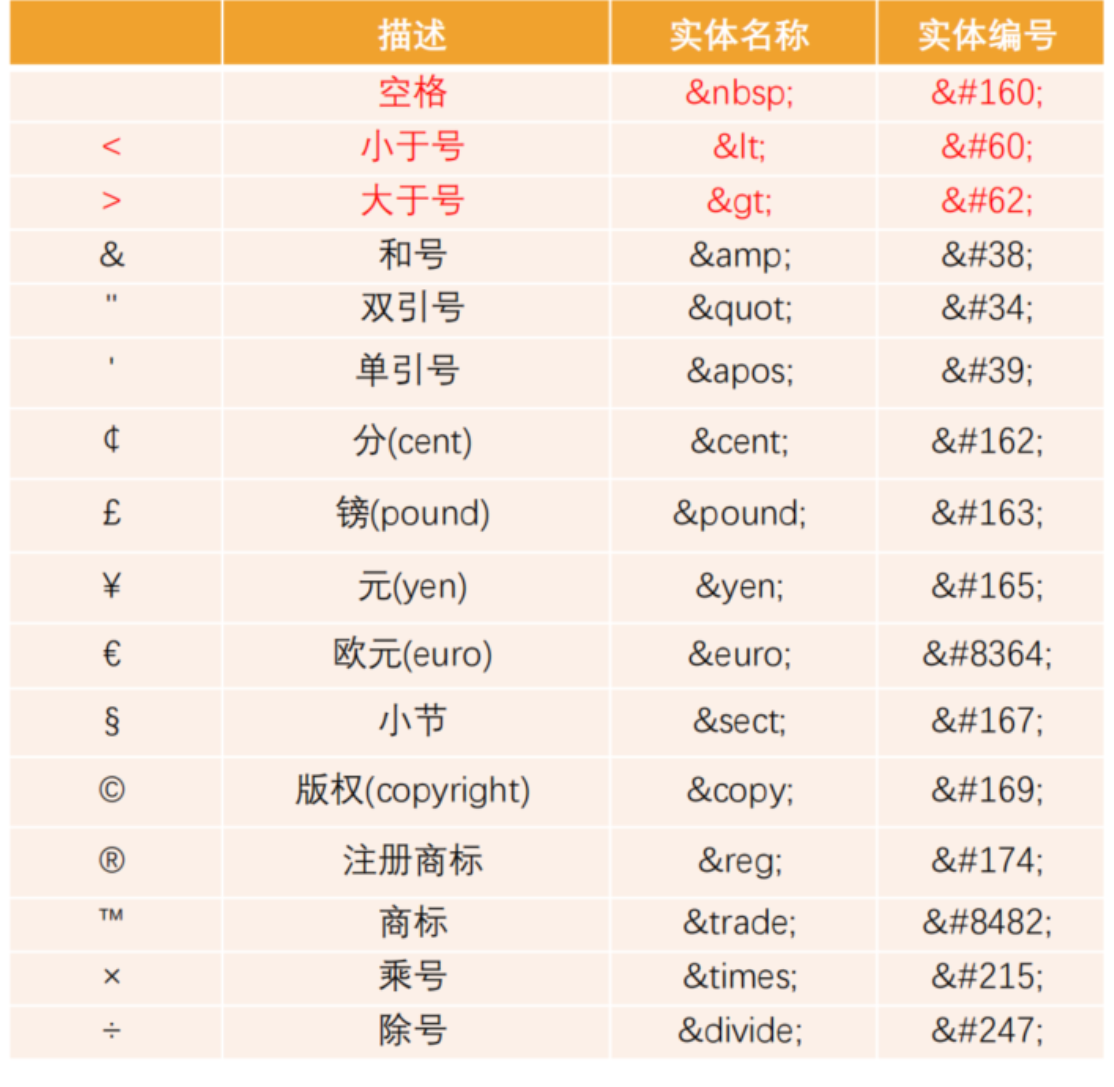 描述 实体名称 实体编号
空格 &nbsp; &#160;
< 小于号 &lt; &#60;
> 大于号 &gt; &#62;
& 和号 &amp; &#38;
" 双引号 &quot; &#34;
' 单引号 &apos; &#39;
¢ 分(cent) &cent; &#162;
£ 镑(pound) &pound; &#163;
¥ 元(yen) &yen; &#165;
€ 欧元(euro) &euro; &#8364;
§ 小节 &sect; &#167;
© 版权(copyright) &copy; &#169;
® 注册商标 &reg; &#174;
™ 商标 &trade; &#8482;
× 乘号 &times; &#215;
÷ 除号 &divide; &#247;